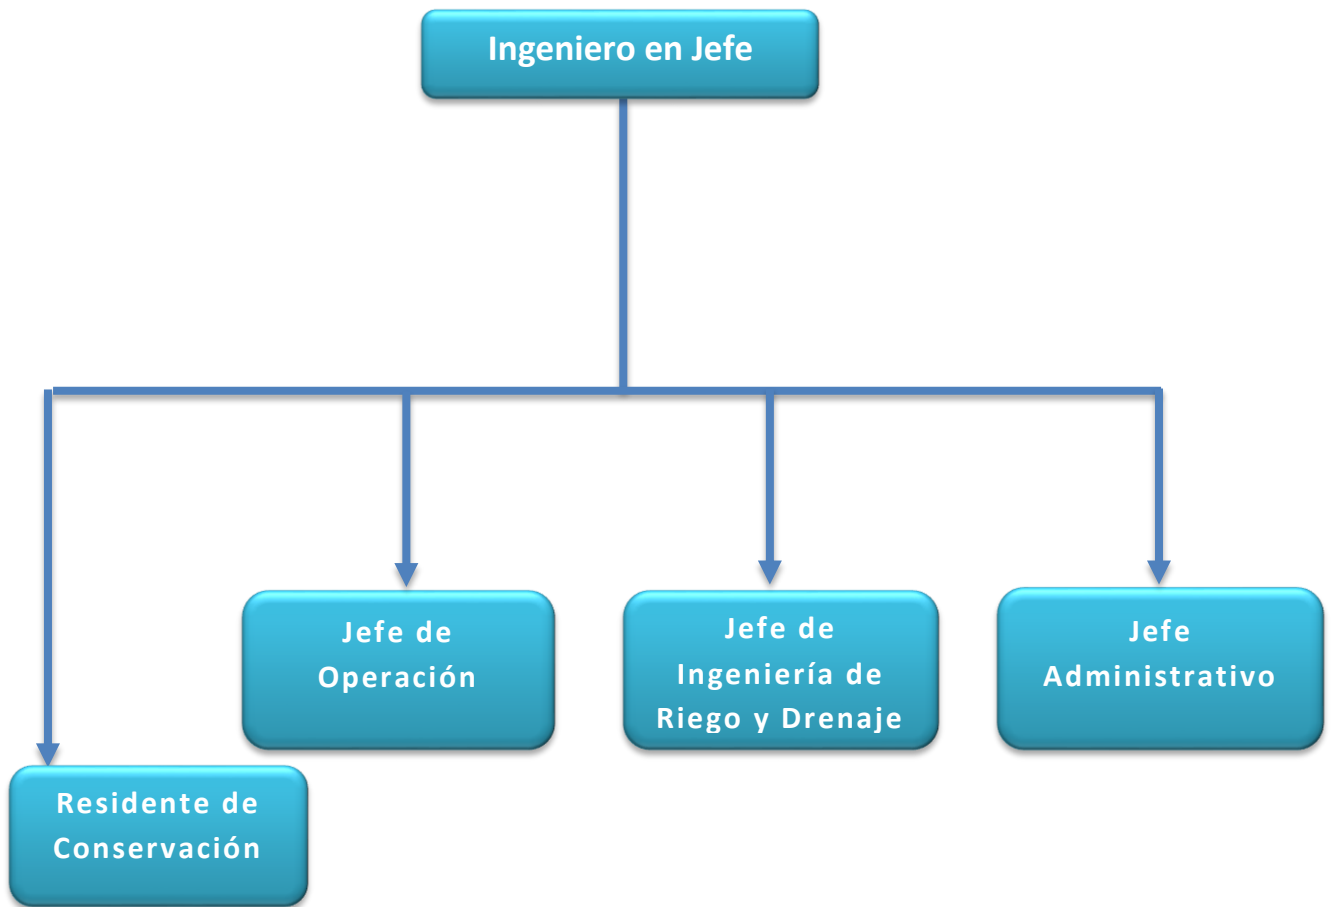 Ingeniero en Jefe
Jefe de
Operación
Jefe de
Ingeniería de
Riego y Drenaje
Jefe
Administrativo
Residente de
Conservación